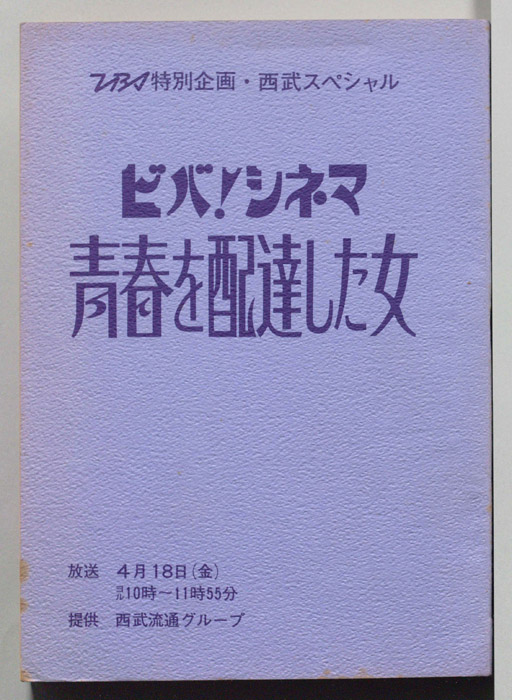 TBS特別企画・西武スペシャル
ビバ!シネマ
青春を配達した女
放送 4月18日(金)
ヨル10時〜11時55分
提供 西武流通グループ